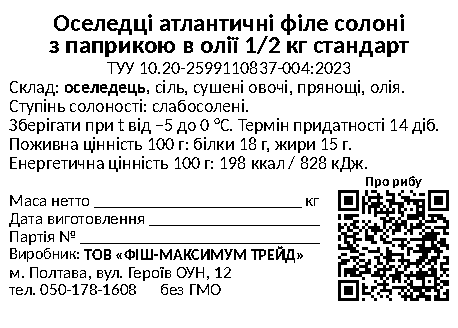 Оселедці атлантичні філе солоні
з паприкою в олії 1/2 кг стандарт
ТУУ 10.20-2599110837-004:2023
Склад: оселедець, сіль, сушені овочі, прянощі, олія.
Ступінь солоності: слабосолені.
Зберігати при t від –5 до 0 °С. Термін придатності 14 діб.
Поживна цінність 100 г: білки 18 г, жири 15 г.
Енергетична цінність 100 г: 198 ккал / 828 кДж.
Про рибу
Маса нетто ______ кг
Дата виготовлення ______
Партія № ______
Виробник: ТОВ «ФІШ-МАКСИМУМ ТРЕЙД»
м. Полтава, вул. Героїв ОУН, 12
тел. 050-178-1608 без ГМО